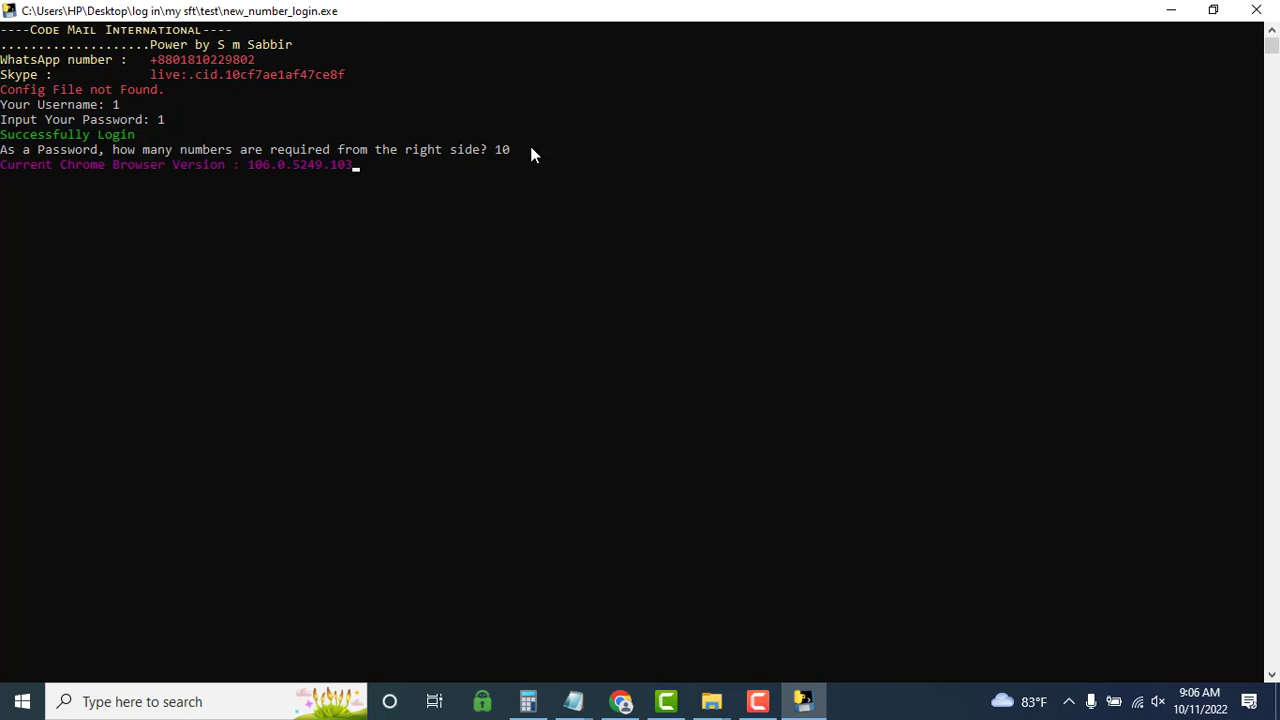 C:\Users\HP\Desktop\log in\my sft\test\new_number_login.exe
----Cᴏᴅᴇ Mᴀɪʟ Iɴᴛᴇʀɴᴀᴛɪᴏɴᴀʟ----
....................Power by S m Sabbir
WhatsApp number : +8801810229802
Skype : live:.cid.10cf7ae1af47ce8f
Config File not Found.
Your Username: 1
Input Your Password: 1
Successfully Login
As a Password, how many numbers are required from the right side? 10
Current Chrome Browser Version : 106.0.5249.103
Type here to search
83°F
9:06 AM
10/11/2022